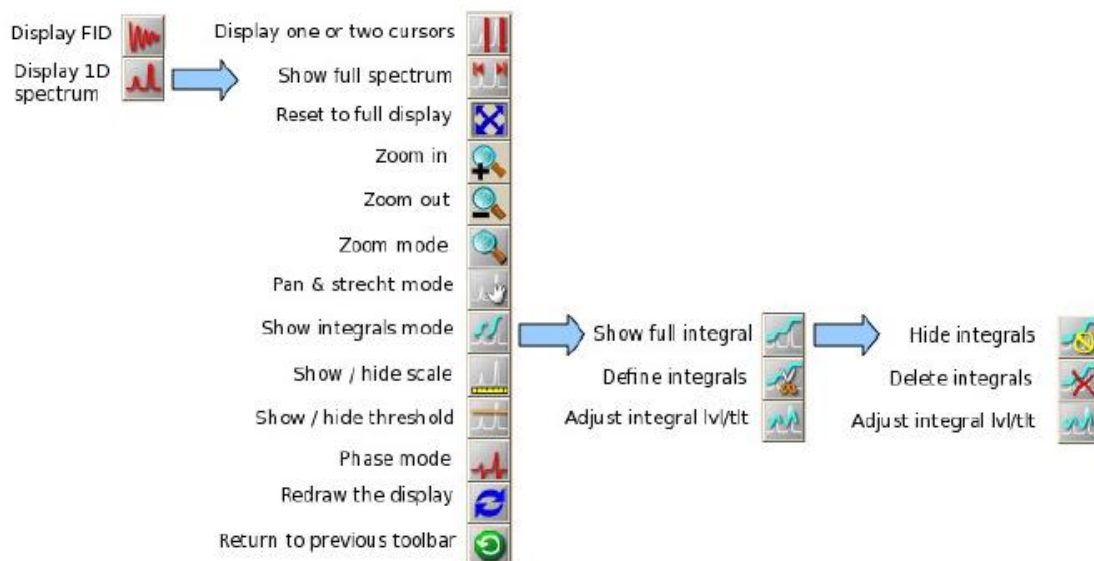 Display FID
Display 1D
spectrum
Display one or two cursors
Show full spectrum
Reset to full display
Zoom in
Zoom out
Zoom mode
Pan & strecht mode
Show integrals mode
Show / hide scale
Show / hide threshold
Phase mode
Redraw the display
Return to previous toolbar
Show full integral
Define integrals
Adjust integral lvl/tlt
Hide integrals
Delete integrals
Adjust integral lvl/tlt